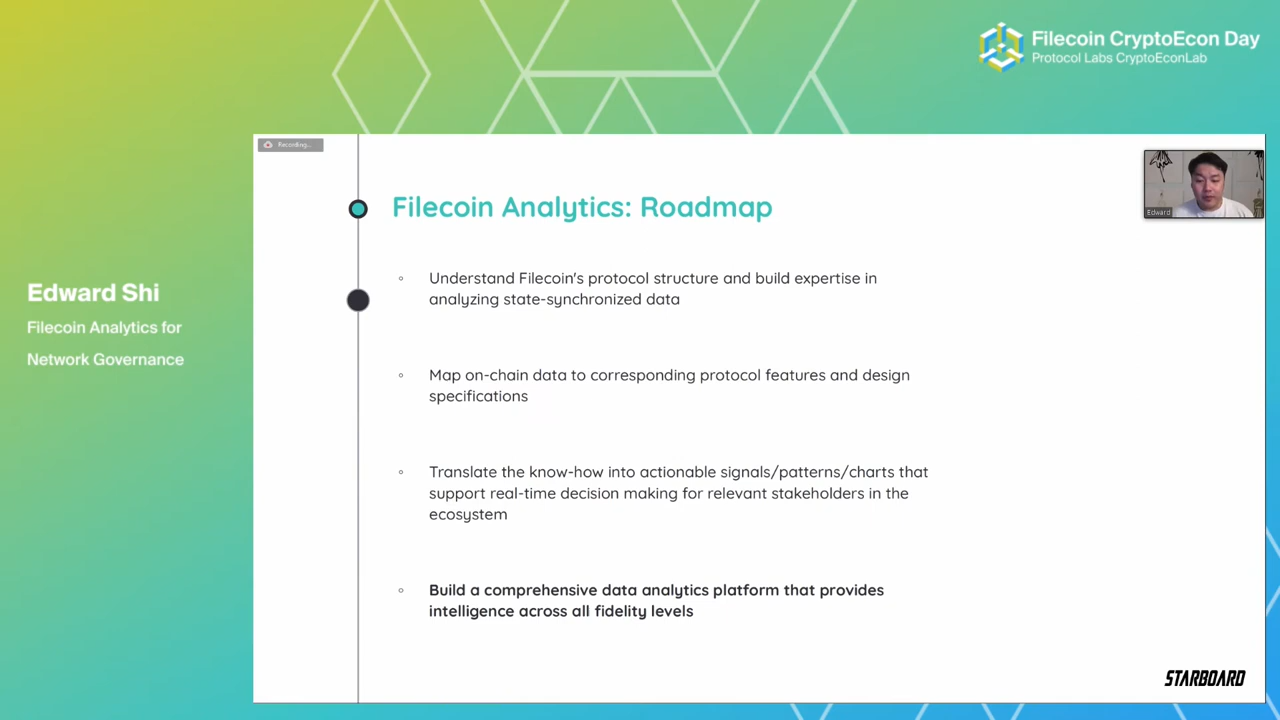 Filecoin CryptoEcon Day
Protocol Labs CryptoEconLab
Recording...
Edward
Filecoin Analytics: Roadmap
Understand Filecoin's protocol structure and build expertise in
analyzing state-synchronized data
Map on-chain data to corresponding protocol features and design
specifications
Translate the know-how into actionable signals/patterns/charts that
support real-time decision making for relevant stakeholders in the
ecosystem
Build a comprehensive data analytics platform that provides
intelligence across all fidelity levels
STARBOARD
Edward Shi
Filecoin Analytics for
Network Governance